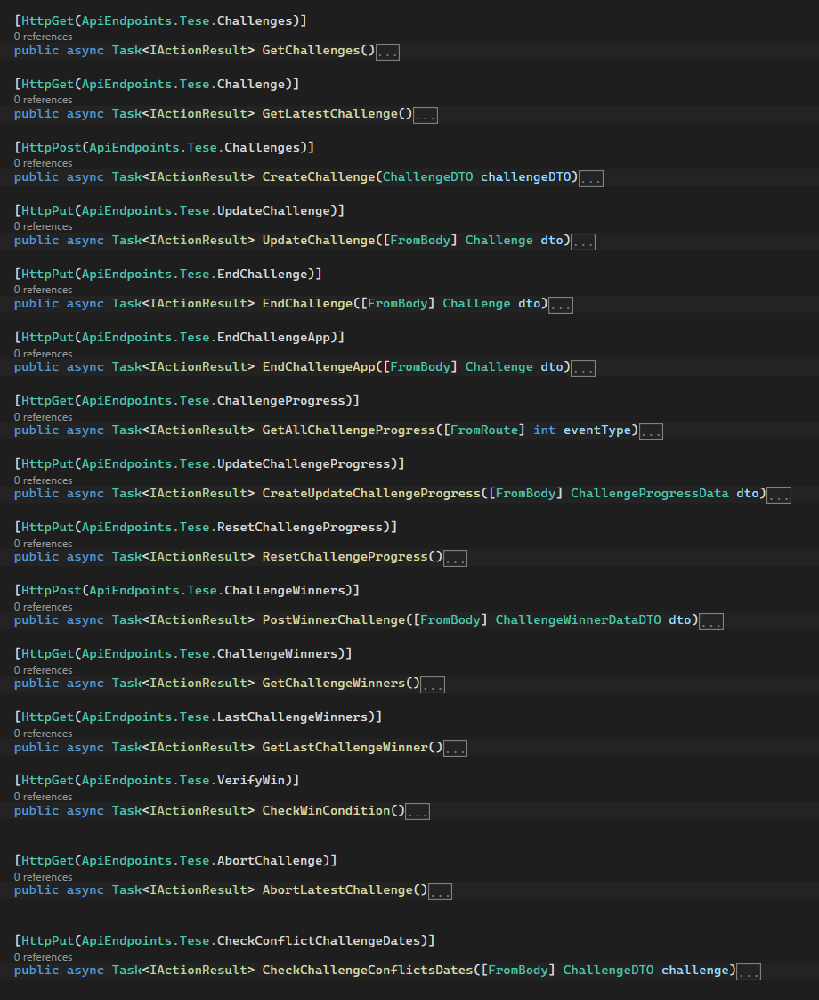 [HttpGet(ApiEndpoints.Tese.Challenges)]
0 references
public async Task<IActionResult> GetChallenges()...
[HttpGet(ApiEndpoints.Tese.Challenge)]
0 references
public async Task<IActionResult> GetLatestChallenge()...
[HttpPost(ApiEndpoints.Tese.Challenges)]
0 references
public async Task<IActionResult> CreateChallenge(ChallengeDTO challengeDTO)...
[HttpPut(ApiEndpoints.Tese.UpdateChallenge)]
0 references
public async Task<IActionResult> UpdateChallenge([FromBody] Challenge dto)...
[HttpPut(ApiEndpoints.Tese.EndChallenge)]
0 references
public async Task<IActionResult> EndChallenge([FromBody] Challenge dto)...
[HttpPut(ApiEndpoints.Tese.EndChallengeApp)]
0 references
public async Task<IActionResult> EndChallengeApp([FromBody] Challenge dto)...
[HttpGet(ApiEndpoints.Tese.ChallengeProgress)]
0 references
public async Task<IActionResult> GetAllChallengeProgress([FromRoute] int eventType)...
[HttpPut(ApiEndpoints.Tese.UpdateChallengeProgress)]
0 references
public async Task<IActionResult> CreateUpdateChallengeProgress([FromBody] ChallengeProgressData dto)...
[HttpPut(ApiEndpoints.Tese.ResetChallengeProgress)]
0 references
public async Task<IActionResult> ResetChallengeProgress()...
[HttpPost(ApiEndpoints.Tese.ChallengeWinners)]
0 references
public async Task<IActionResult> PostWinnerChallenge([FromBody] ChallengeWinnerDataDTO dto)...
[HttpGet(ApiEndpoints.Tese.ChallengeWinners)]
0 references
public async Task<IActionResult> GetChallengeWinners()...
[HttpGet(ApiEndpoints.Tese.LastChallengeWinners)]
0 references
public async Task<IActionResult> GetLastChallengeWinner()...
[HttpGet(ApiEndpoints.Tese.VerifyWin)]
0 references
public async Task<IActionResult> CheckWinCondition()...
[HttpGet(ApiEndpoints.Tese.AbortChallenge)]
0 references
public async Task<IActionResult> AbortLatestChallenge()...
[HttpPut(ApiEndpoints.Tese.CheckConflictChallengeDates)]
0 references
public async Task<IActionResult> CheckChallengeConflictsDates([FromBody] ChallengeDTO challenge)...